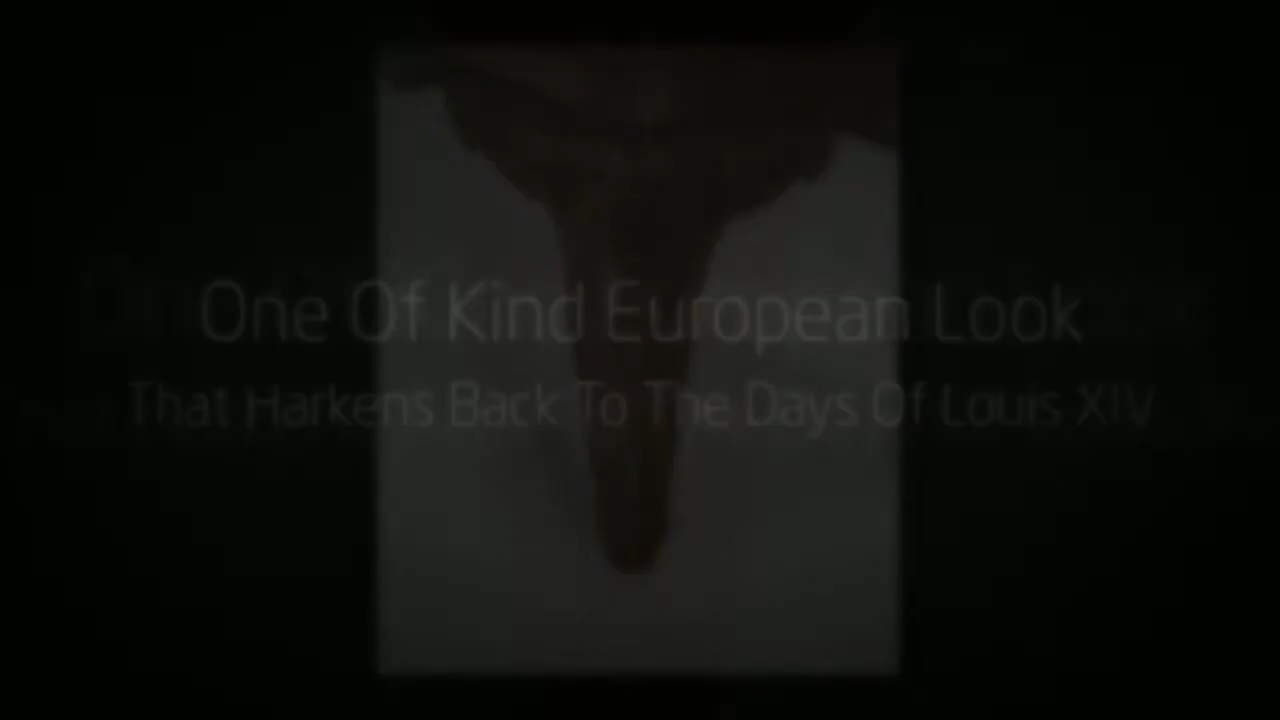 One Of Kind European Look
That Harkens Back To The Days Of Louis XIV